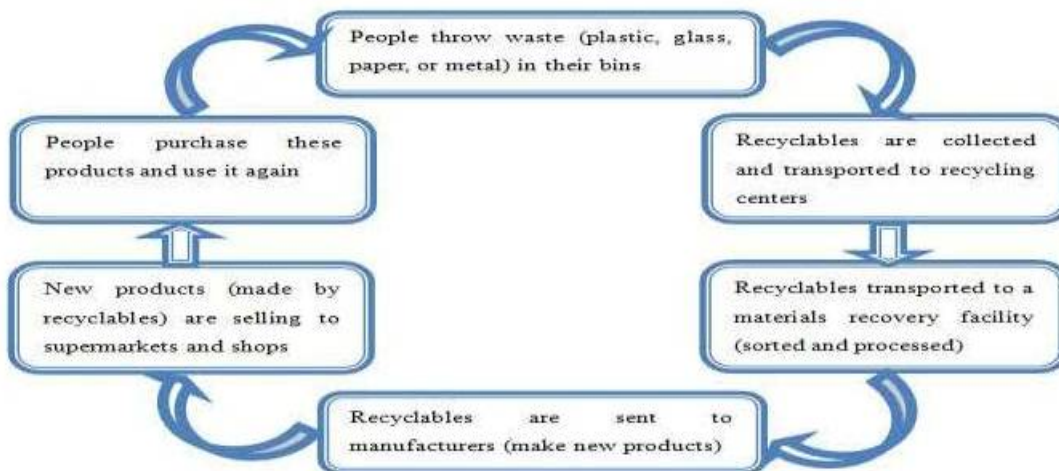 People throw waste (plastic, glass,
paper, or metal) in their bins
Recyclables are collected
and transported to recycling
centers
Recyclables transported to a
materials recovery facility
(sorted and processed)
Recyclables are sent to
manufacturers (make new products)
New products (made by
recyclables) are selling to
supermarkets and shops
People purchase these
products and use it again